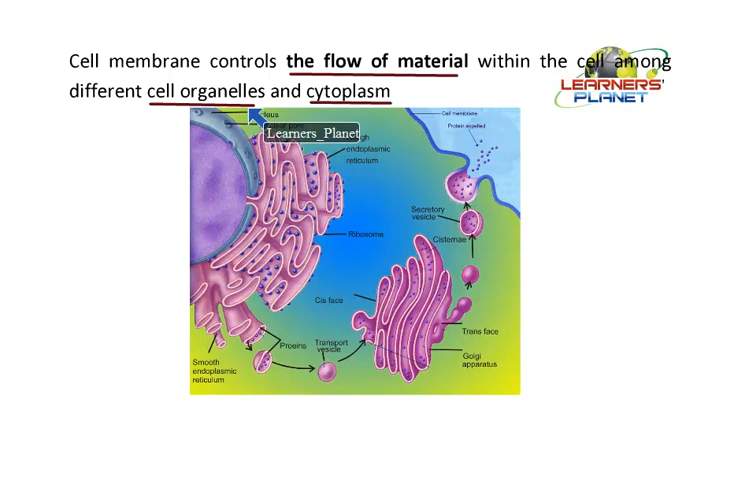 Cell membrane controls the flow of material within the cell among
LEARNERS'
PLANET
different cell organelles and cytoplasm
Cell membrane
Protein expelled
Learners_Planet
endoplasmic
reticulum
Secretory
vesicle
Ribosome
Cisternae
Cis face
Trans face
Proeins
Transport
vesicle
Golgi
apparatus
Smooth
endoplasmic
reticulum